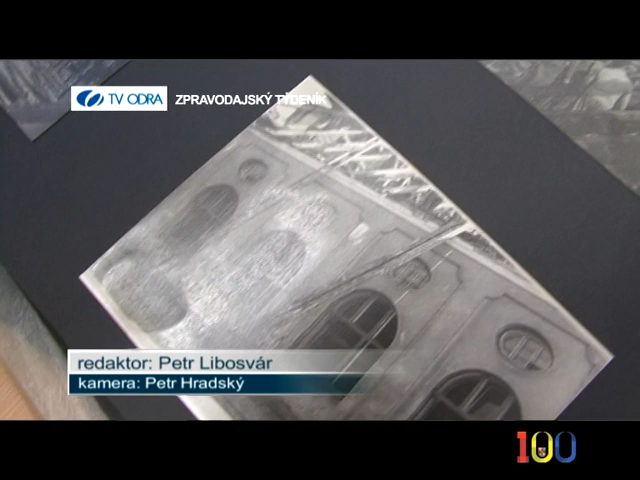 TV ODRA ZPRAVODAJSKÝ TÝDENÍK
redaktor: Petr Libosvár
kamera: Petr Hradský
100